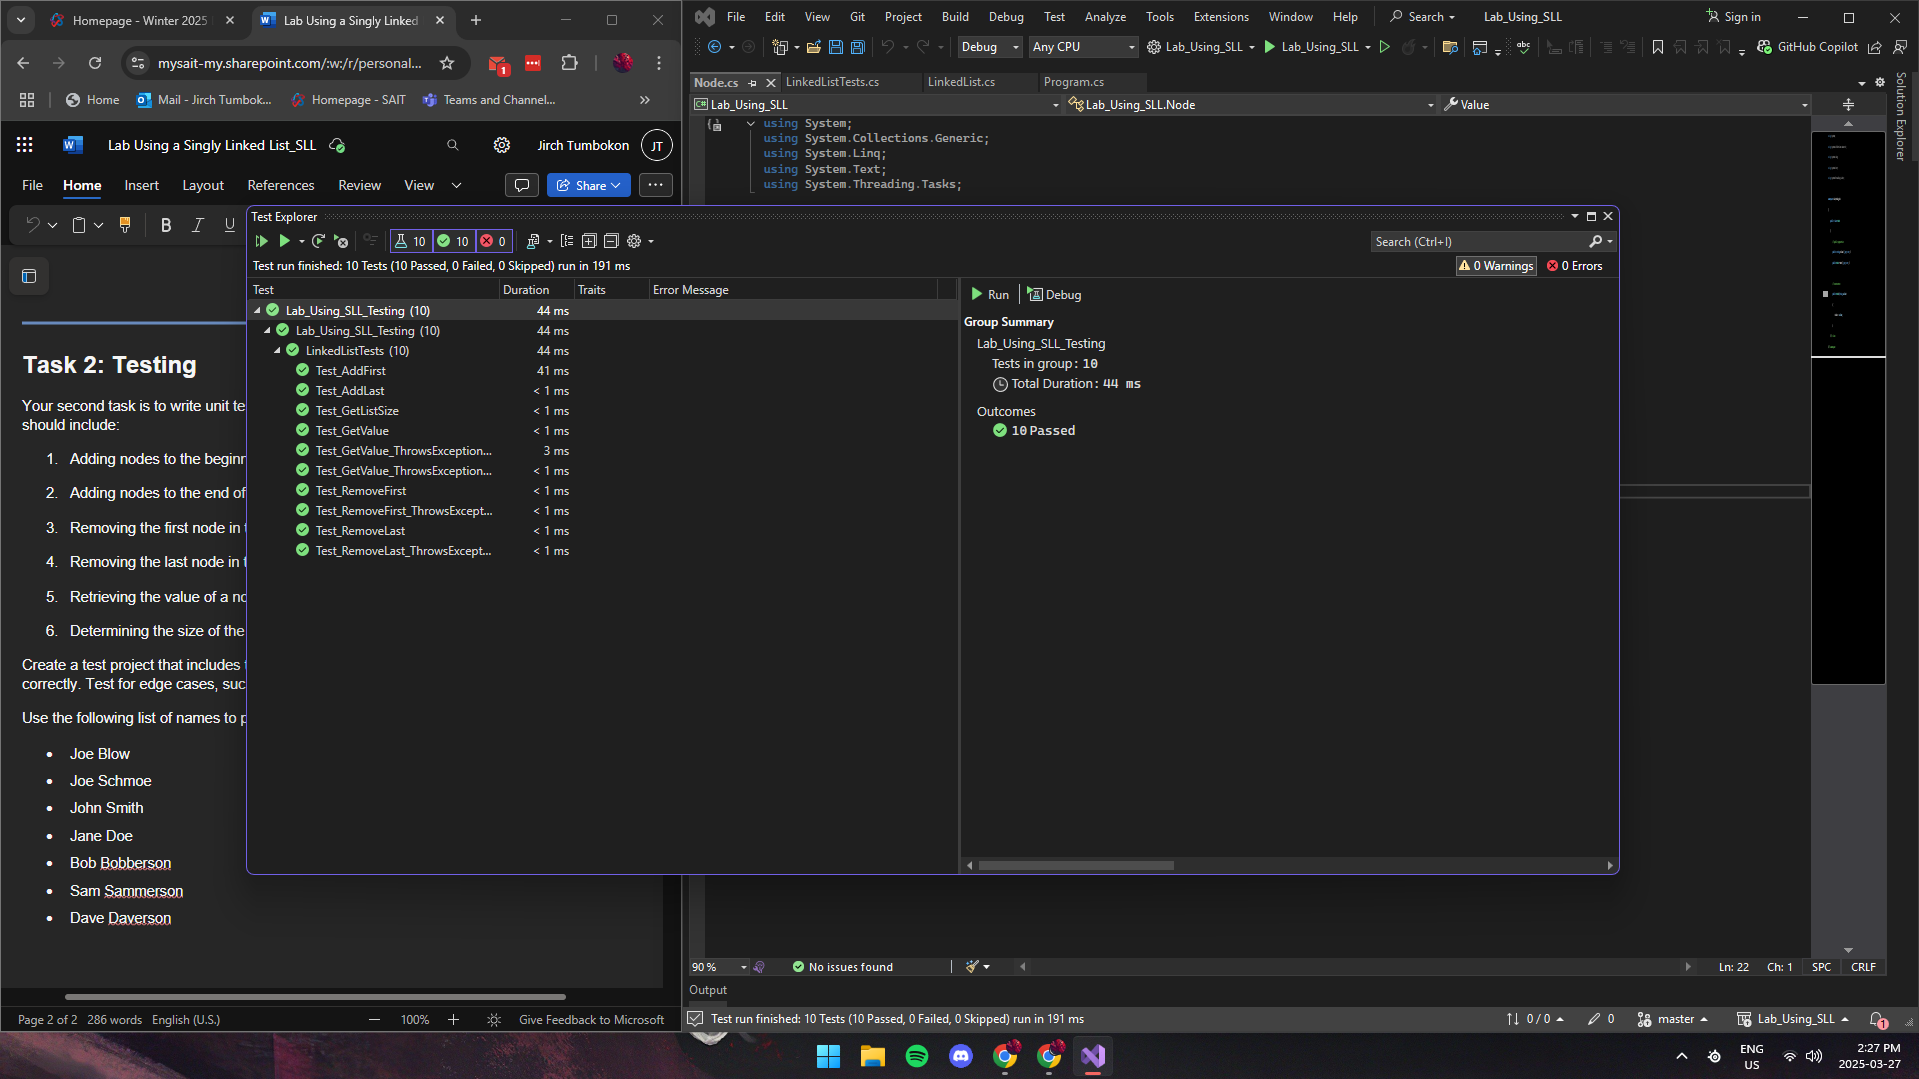 Homepage - Winter 2025
Lab Using a Singly Linked
mysait-my.sharepoint.com/:w:/r/personal...
1
Home
Mail - Jirch Tumbok...
Homepage - SAIT
Teams and Channel...
Lab Using a Singly Linked List_SLL
Jirch Tumbokon
JT
File
Home
Insert
Layout
References
Review
View
Share
B
I
U
Task 2: Testing
Your second task is to write unit te
should include:
1. Adding nodes to the beginn
2. Adding nodes to the end of
3. Removing the first node in t
4. Removing the last node in t
5. Retrieving the value of a no
6. Determining the size of the
Create a test project that includes t
correctly. Test for edge cases, suc
Use the following list of names to p
• Joe Blow
• Joe Schmoe
• John Smith
• Jane Doe
• Bob Bobberson
• Sam Sammerson
• Dave Daverson
Page 2 of 2
286 words
English (U.S.)
100%
Give Feedback to Microsoft
File
Edit
View
Git
Project
Build
Debug
Test
Analyze
Tools
Extensions
Window
Help
Search
Lab_Using_SLL
Sign in
Debug
Any CPU
Lab_Using_SLL
Lab_Using_SLL
abc
GitHub Copilot
Node.cs
LinkedListTests.cs
LinkedList.cs
Program.cs
Solution Explorer
C# Lab_Using_SLL
Lab_Using_SLL.Node
Value
using System;
using System.Collections.Generic;
using System.Linq;
using System.Text;
using System.Threading.Tasks;
Test Explorer
10
10
0
Search (Ctrl+I)
Test run finished: 10 Tests (10 Passed, 0 Failed, 0 Skipped) run in 191 ms
0 Warnings
0 Errors
Test
Duration
Traits
Error Message
Lab_Using_SLL_Testing (10) 44 ms
Lab_Using_SLL_Testing (10) 44 ms
LinkedListTests (10) 44 ms
Test_AddFirst 41 ms
Test_AddLast < 1 ms
Test_GetListSize < 1 ms
Test_GetValue < 1 ms
Test_GetValue_ThrowsException... 3 ms
Test_GetValue_ThrowsException... < 1 ms
Test_RemoveFirst < 1 ms
Test_RemoveFirst_ThrowsExcept... < 1 ms
Test_RemoveLast < 1 ms
Test_RemoveLast_ThrowsExcept... < 1 ms
Run
Debug
Group Summary
Lab_Using_SLL_Testing
Tests in group: 10
Total Duration: 44 ms
Outcomes
10 Passed
90 %
No issues found
Ln: 22
Ch: 1
SPC
CRLF
Output
Test run finished: 10 Tests (10 Passed, 0 Failed, 0 Skipped) run in 191 ms
0 / 0
0
master
Lab_Using_SLL
1
ENG
US
2:27 PM
2025-03-27